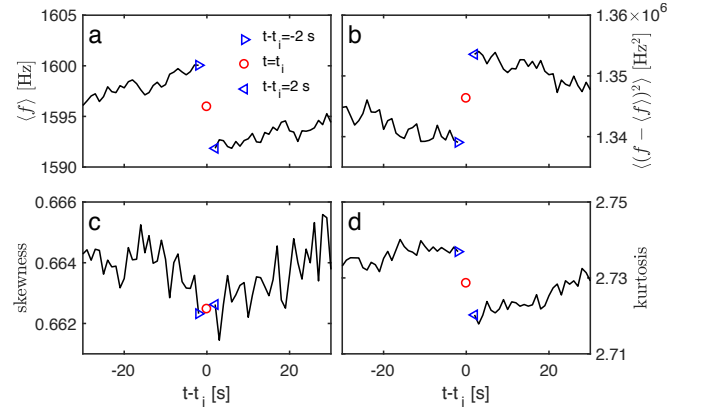 1605
1600
1595
1590
⟨f⟩ [Hz]
a
t-t_i=-2 s
t=t_i
t-t_i=2 s
b
1.36×10^6
1.35
1.34
⟨(f − ⟨f⟩)²⟩ [Hz²]
0.666
0.664
0.662
skewness
c
-20
0
20
t-t_i [s]
d
2.75
2.73
2.71
kurtosis
-20
0
20
t-t_i [s]